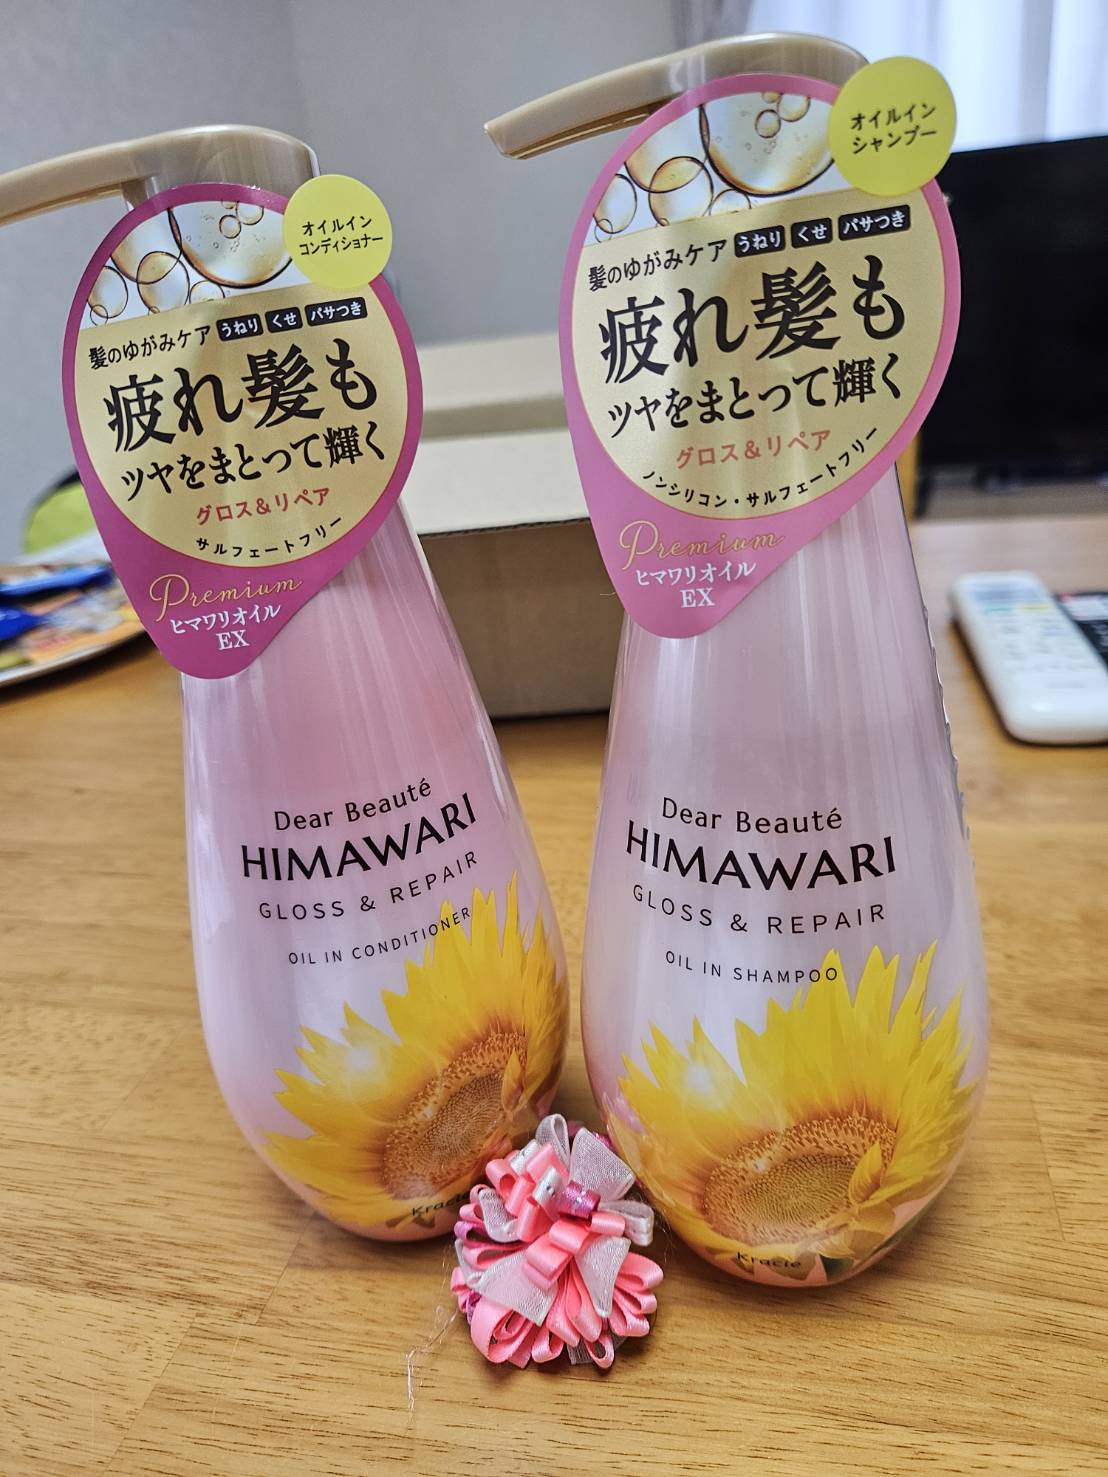 オイルイン
コンディショナー
髪のゆがみケア うねり くせ パサつき
疲れ髪も
ツヤをまとって輝く
グロス&リペア
サルフェートフリー
Premium
ヒマワリオイル
EX
Dear Beauté
HIMAWARI
GLOSS & REPAIR
OIL IN CONDITIONER
Kracie
オイルイン
シャンプー
髪のゆがみケア うねり くせ パサつき
疲れ髪も
ツヤをまとって輝く
グロス&リペア
ノンシリコン・サルフェートフリー
Premium
ヒマワリオイル
EX
Dear Beauté
HIMAWARI
GLOSS & REPAIR
OIL IN SHAMPOO
Kracie